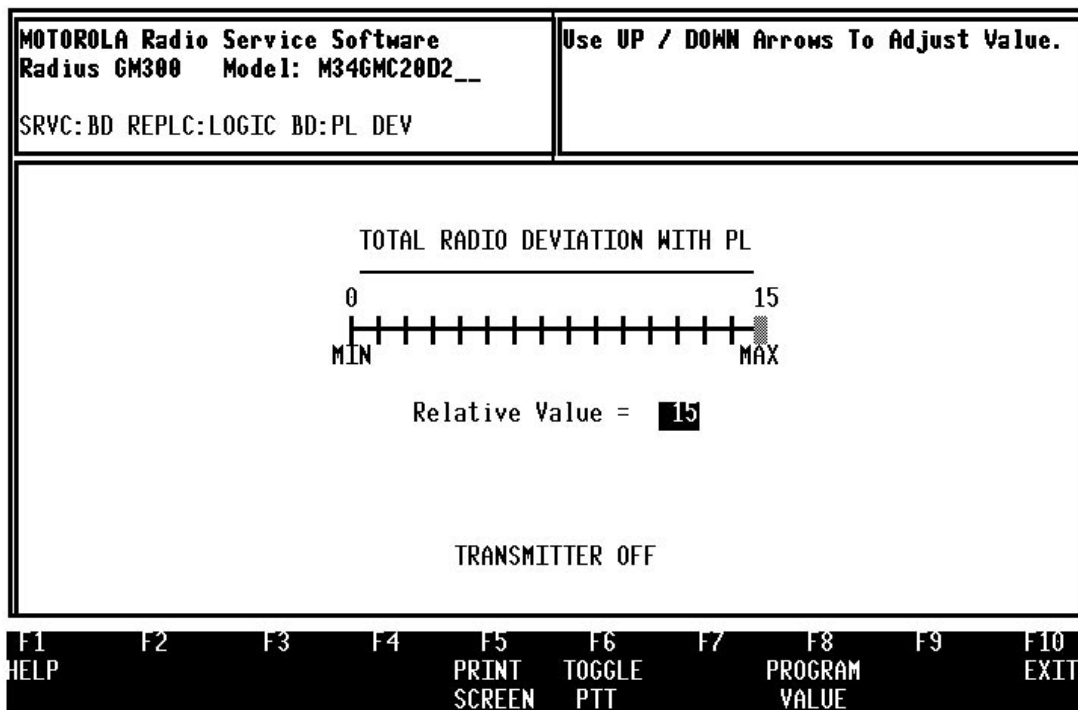 MOTOROLA Radio Service Software
Radius GM300 Model: M34GMC20D2__
SRVC:BD REPLC:LOGIC BD:PL DEV
Use UP / DOWN Arrows To Adjust Value.
TOTAL RADIO DEVIATION WITH PL
0 15
MIN MAX
Relative Value = 15
TRANSMITTER OFF
F1 F2 F3 F4 F5 F6 F7 F8 F9 F10
HELP PRINT TOGGLE PROGRAM EXIT
SCREEN PTT VALUE